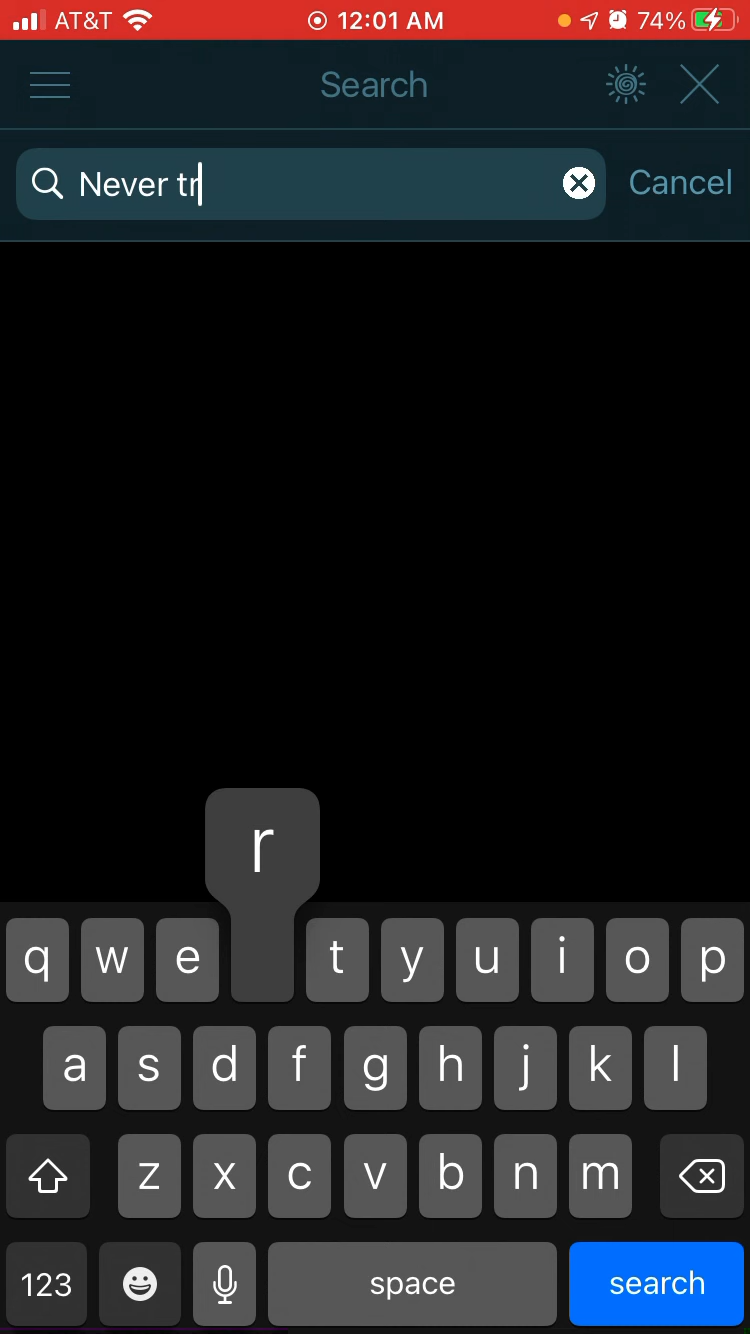 AT&T 12:01 AM 74%
Search
Never tr Cancel
r
q w e t y u i o p
a s d f g h j k l
z x c v b n m
123 space search